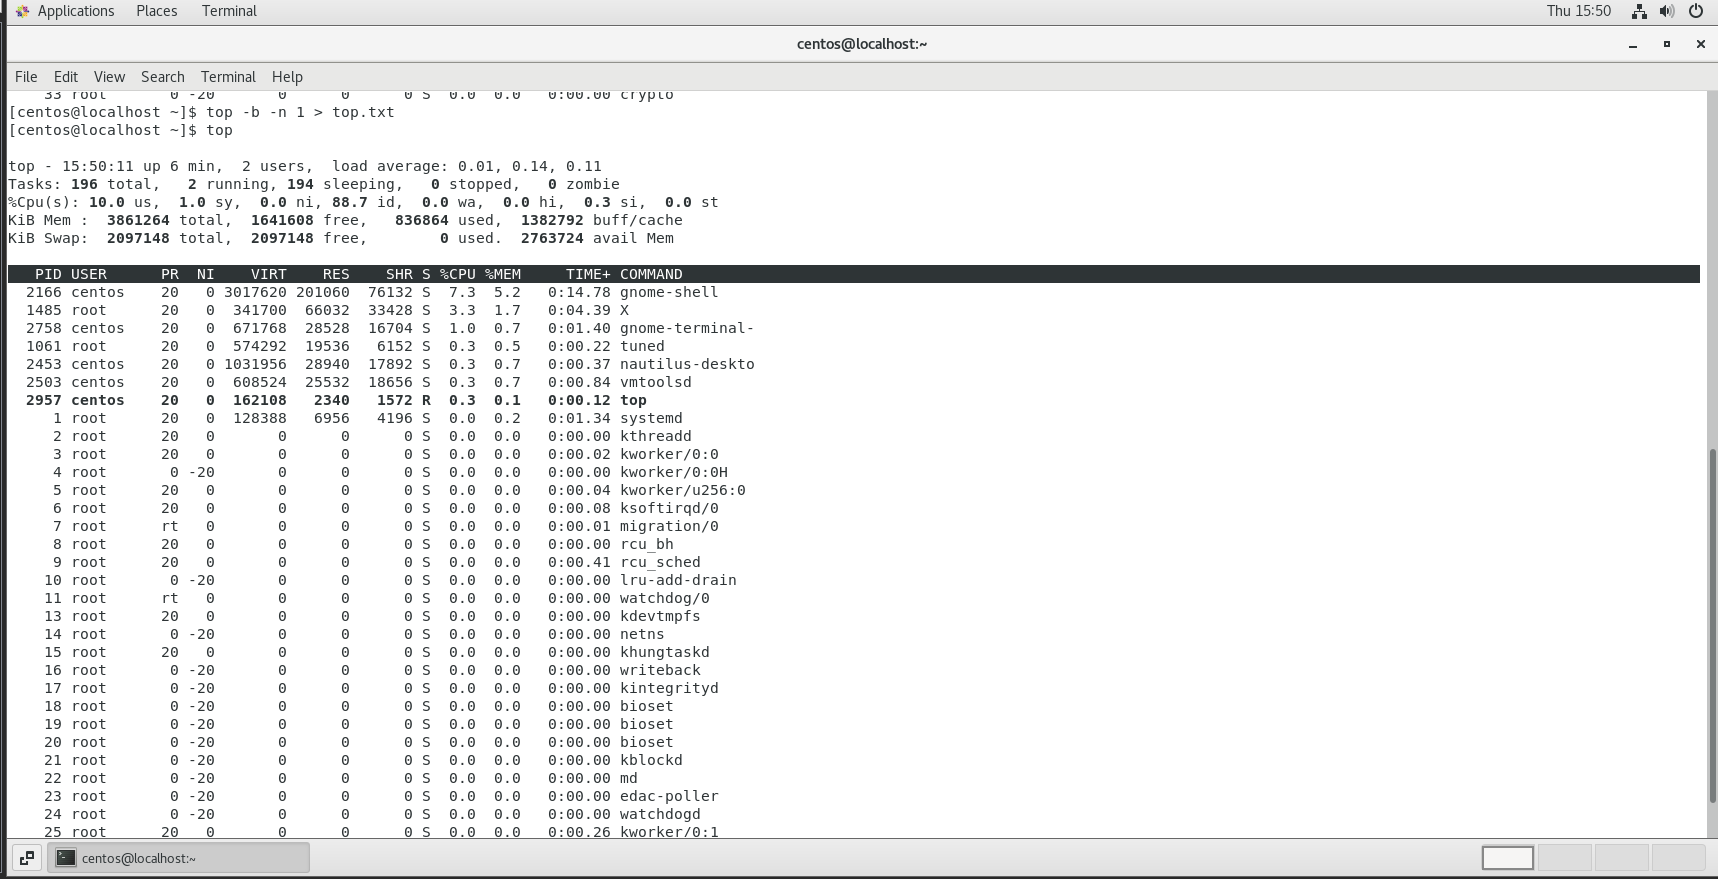 Applications Places Terminal Thu 15:50
centos@localhost:~
File Edit View Search Terminal Help
33 root 0 -20 0 0 0 S 0.0 0.0 0:00.00 crypto
[centos@localhost ~]$ top -b -n 1 > top.txt
[centos@localhost ~]$ top
top - 15:50:11 up 6 min, 2 users, load average: 0.01, 0.14, 0.11
Tasks: 196 total, 2 running, 194 sleeping, 0 stopped, 0 zombie
%Cpu(s): 10.0 us, 1.0 sy, 0.0 ni, 88.7 id, 0.0 wa, 0.0 hi, 0.3 si, 0.0 st
KiB Mem : 3861264 total, 1641608 free, 836864 used, 1382792 buff/cache
KiB Swap: 2097148 total, 2097148 free, 0 used. 2763724 avail Mem
PID USER PR NI VIRT RES SHR S %CPU %MEM TIME+ COMMAND
2166 centos 20 0 3017620 201060 76132 S 7.3 5.2 0:14.78 gnome-shell
1485 root 20 0 341700 66032 33428 S 3.3 1.7 0:04.39 X
2758 centos 20 0 671768 28528 16704 S 1.0 0.7 0:01.40 gnome-terminal-
1061 root 20 0 574292 19536 6152 S 0.3 0.5 0:00.22 tuned
2453 centos 20 0 1031956 28940 17892 S 0.3 0.7 0:00.37 nautilus-deskto
2503 centos 20 0 608524 25532 18656 S 0.3 0.7 0:00.84 vmtoolsd
2957 centos 20 0 162108 2340 1572 R 0.3 0.1 0:00.12 top
1 root 20 0 128388 6956 4196 S 0.0 0.2 0:01.34 systemd
2 root 20 0 0 0 0 S 0.0 0.0 0:00.00 kthreadd
3 root 20 0 0 0 0 S 0.0 0.0 0:00.02 kworker/0:0
4 root 0 -20 0 0 0 S 0.0 0.0 0:00.00 kworker/0:0H
5 root 20 0 0 0 0 S 0.0 0.0 0:00.04 kworker/u256:0
6 root 20 0 0 0 0 S 0.0 0.0 0:00.08 ksoftirqd/0
7 root rt 0 0 0 0 S 0.0 0.0 0:00.01 migration/0
8 root 20 0 0 0 0 S 0.0 0.0 0:00.00 rcu_bh
9 root 20 0 0 0 0 S 0.0 0.0 0:00.41 rcu_sched
10 root 0 -20 0 0 0 S 0.0 0.0 0:00.00 lru-add-drain
11 root rt 0 0 0 0 S 0.0 0.0 0:00.00 watchdog/0
13 root 20 0 0 0 0 S 0.0 0.0 0:00.00 kdevtmpfs
14 root 0 -20 0 0 0 S 0.0 0.0 0:00.00 netns
15 root 20 0 0 0 0 S 0.0 0.0 0:00.00 khungtaskd
16 root 0 -20 0 0 0 S 0.0 0.0 0:00.00 writeback
17 root 0 -20 0 0 0 S 0.0 0.0 0:00.00 kintegrityd
18 root 0 -20 0 0 0 S 0.0 0.0 0:00.00 bioset
19 root 0 -20 0 0 0 S 0.0 0.0 0:00.00 bioset
20 root 0 -20 0 0 0 S 0.0 0.0 0:00.00 bioset
21 root 0 -20 0 0 0 S 0.0 0.0 0:00.00 kblockd
22 root 0 -20 0 0 0 S 0.0 0.0 0:00.00 md
23 root 0 -20 0 0 0 S 0.0 0.0 0:00.00 edac-poller
24 root 0 -20 0 0 0 S 0.0 0.0 0:00.00 watchdogd
25 root 20 0 0 0 0 S 0.0 0.0 0:00.26 kworker/0:1
centos@localhost:~